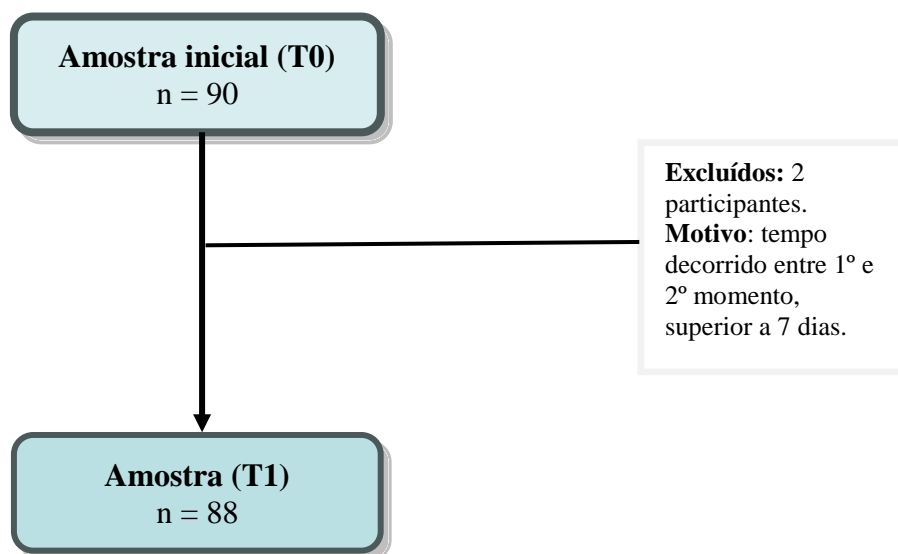 Amostra inicial (T0)
n = 90
Excluídos: 2
participantes.
Motivo: tempo
decorrido entre 1º e
2º momento,
superior a 7 dias.
Amostra (T1)
n = 88